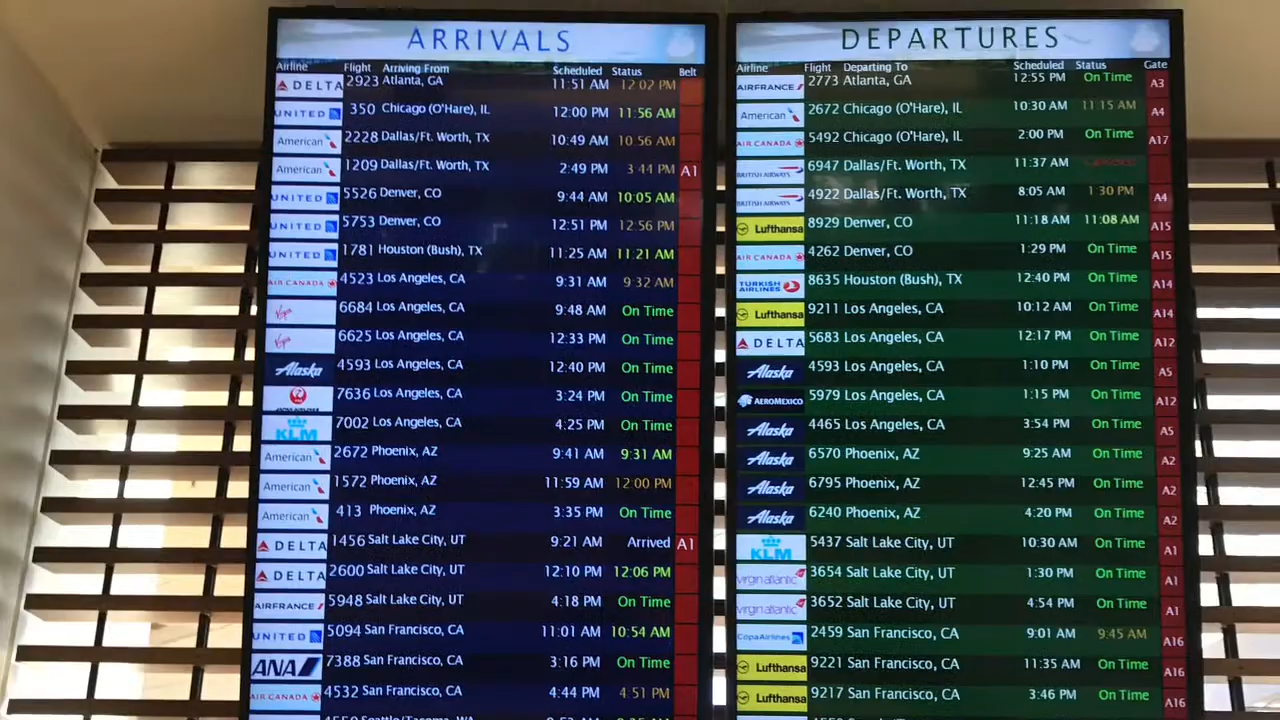 ARRIVALS
Airline Flight Arriving From Scheduled Status Belt
DELTA 2923 Atlanta, GA 11:51 AM 12:02 PM
UNITED 350 Chicago (O'Hare), IL 12:00 PM 11:56 AM
American 2228 Dallas/Ft. Worth, TX 10:49 AM 10:56 AM
American 1209 Dallas/Ft. Worth, TX 2:49 PM 3:44 PM A1
UNITED 5526 Denver, CO 9:44 AM 10:05 AM
UNITED 5753 Denver, CO 12:51 PM 12:56 PM
UNITED 1781 Houston (Bush), TX 11:25 AM 11:21 AM
AIR CANADA 4523 Los Angeles, CA 9:31 AM 9:32 AM
Virgin 6684 Los Angeles, CA 9:48 AM On Time
Virgin 6625 Los Angeles, CA 12:33 PM On Time
Alaska 4593 Los Angeles, CA 12:40 PM On Time
7636 Los Angeles, CA 3:24 PM On Time
KLM 7002 Los Angeles, CA 4:25 PM On Time
American 2672 Phoenix, AZ 9:41 AM 9:31 AM
American 1572 Phoenix, AZ 11:59 AM 12:00 PM
American 413 Phoenix, AZ 3:35 PM On Time
DELTA 1456 Salt Lake City, UT 9:21 AM Arrived A1
DELTA 2600 Salt Lake City, UT 12:10 PM 12:06 PM
AIRFRANCE 5948 Salt Lake City, UT 4:18 PM On Time
UNITED 5094 San Francisco, CA 11:01 AM 10:54 AM
ANA 7388 San Francisco, CA 3:16 PM On Time
AIR CANADA 4532 San Francisco, CA 4:44 PM 4:51 PM
Seattle/Tacoma, WA
DEPARTURES
Airline Flight Departing To Scheduled Status Gate
AIRFRANCE 2773 Atlanta, GA 12:55 PM On Time A3
American 2672 Chicago (O'Hare), IL 10:30 AM 11:15 AM A4
AIR CANADA 5492 Chicago (O'Hare), IL 2:00 PM On Time A17
BRITISH AIRWAYS 6947 Dallas/Ft. Worth, TX 11:37 AM
BRITISH AIRWAYS 4922 Dallas/Ft. Worth, TX 8:05 AM 1:30 PM A4
Lufthansa 8929 Denver, CO 11:18 AM 11:08 AM A15
AIR CANADA 4262 Denver, CO 1:29 PM On Time A15
TURKISH AIRLINES 8635 Houston (Bush), TX 12:40 PM On Time A14
Lufthansa 9211 Los Angeles, CA 10:12 AM On Time A14
DELTA 5683 Los Angeles, CA 12:17 PM On Time A12
Alaska 4593 Los Angeles, CA 1:10 PM On Time A5
AEROMEXICO 5979 Los Angeles, CA 1:15 PM On Time A12
Alaska 4465 Los Angeles, CA 3:54 PM On Time A5
Alaska 6570 Phoenix, AZ 9:25 AM On Time A2
Alaska 6795 Phoenix, AZ 12:45 PM On Time A2
Alaska 6240 Phoenix, AZ 4:20 PM On Time A2
KLM 5437 Salt Lake City, UT 10:30 AM On Time A1
virgin atlantic 3654 Salt Lake City, UT 1:30 PM On Time A1
virgin atlantic 3652 Salt Lake City, UT 4:54 PM On Time A1
CopaAirlines 2459 San Francisco, CA 9:01 AM 9:45 AM A16
Lufthansa 9221 San Francisco, CA 11:35 AM On Time A16
Lufthansa 9217 San Francisco, CA 3:46 PM On Time A16